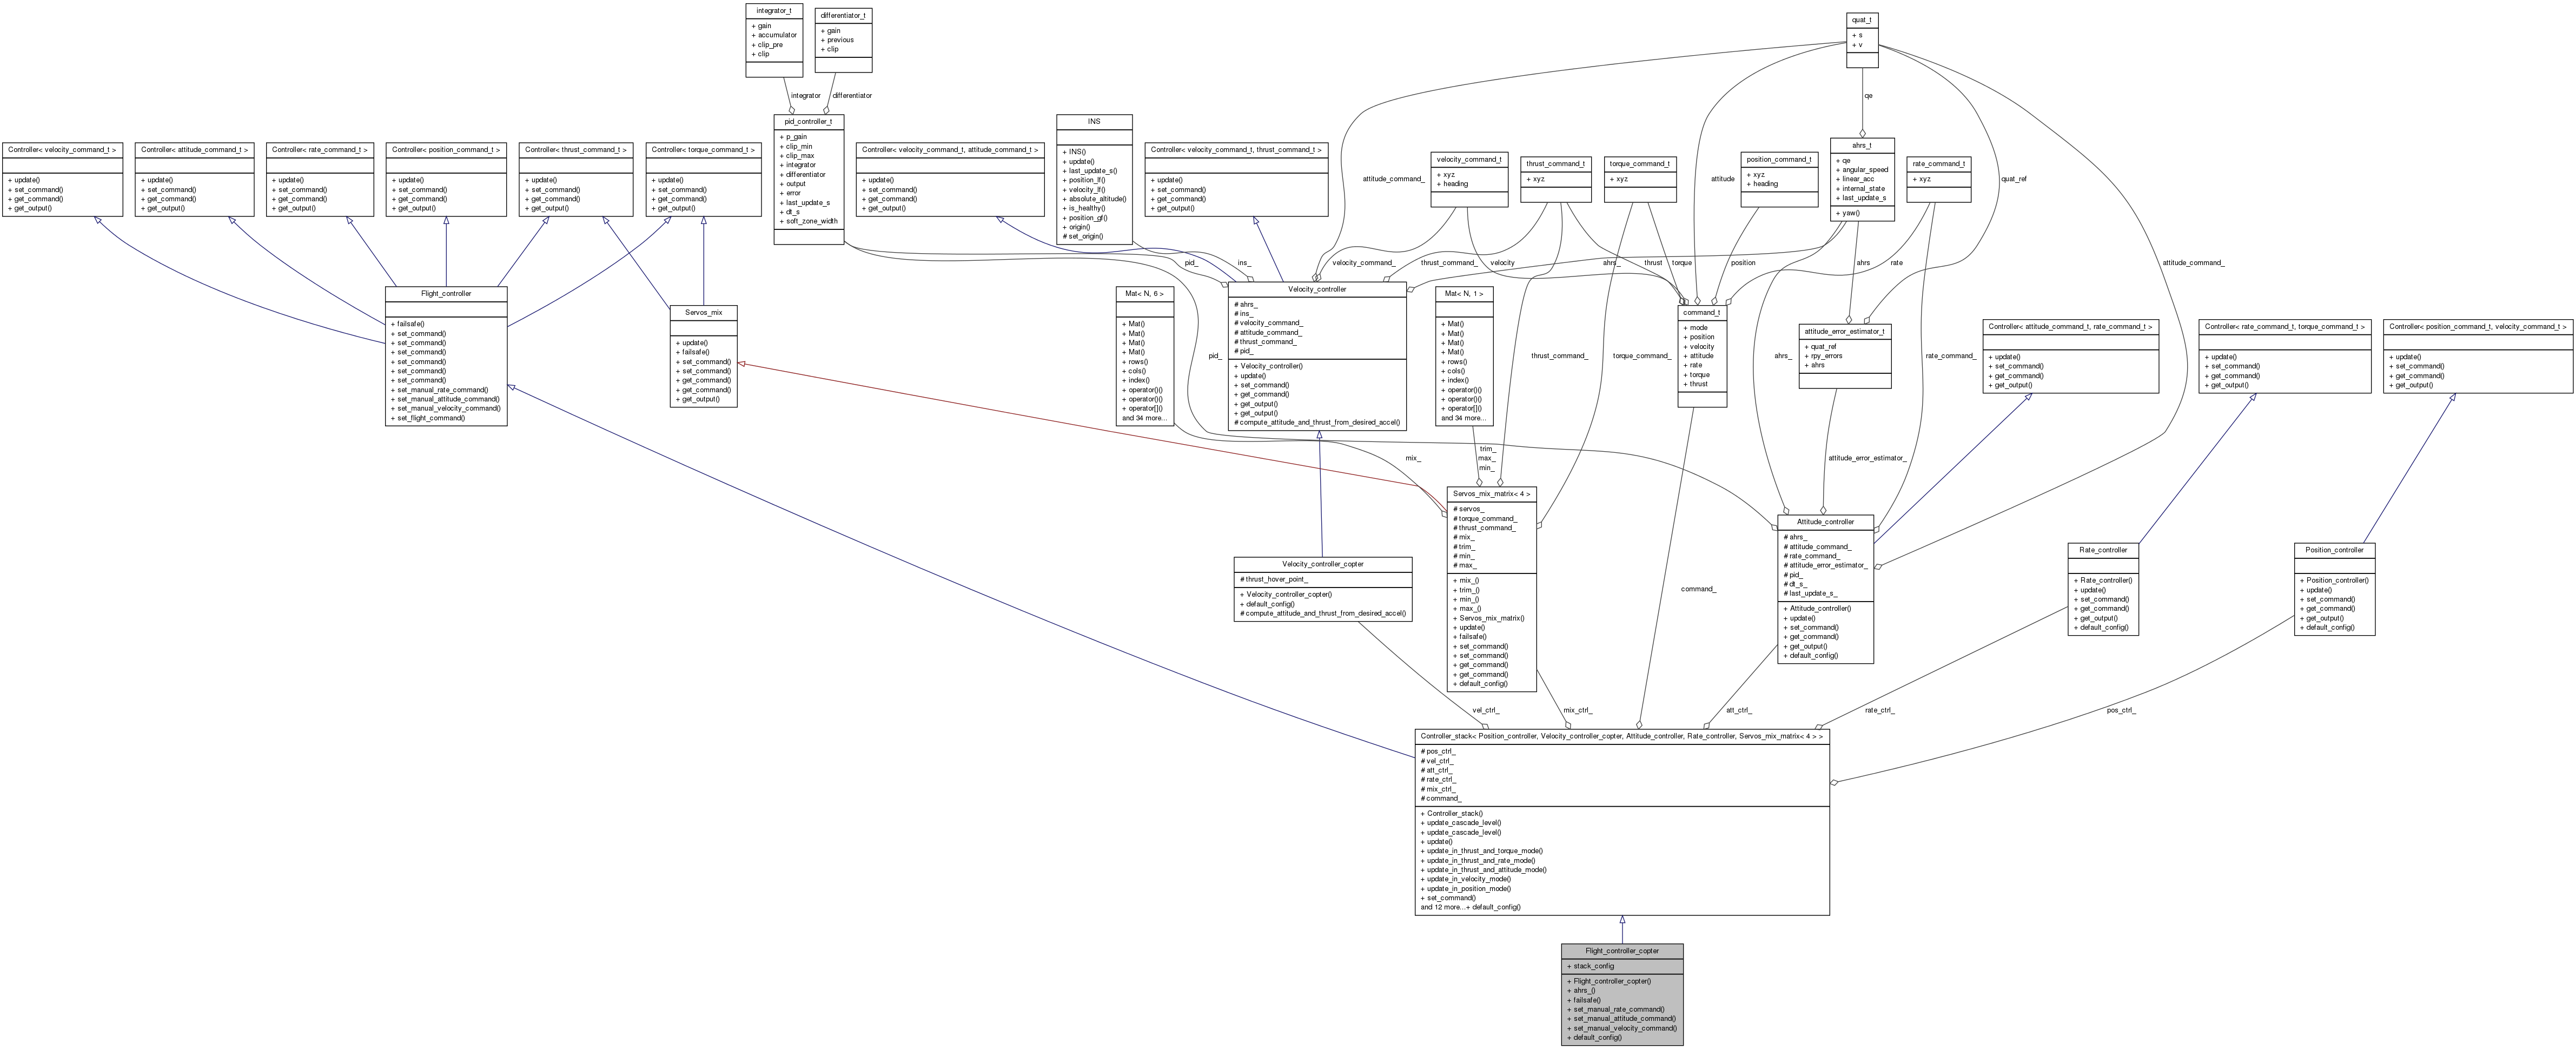 integrator_t
+ gain
+ accumulator
+ clip_pre
+ clip
differentiator_t
+ gain
+ previous
+ clip
quat_t
+ s
+ v
integrator
differentiator
qe
Controller< velocity_command_t >
+ update()
+ set_command()
+ get_command()
+ get_output()
Controller< attitude_command_t >
+ update()
+ set_command()
+ get_command()
+ get_output()
Controller< rate_command_t >
+ update()
+ set_command()
+ get_command()
+ get_output()
Controller< position_command_t >
+ update()
+ set_command()
+ get_command()
+ get_output()
Controller< thrust_command_t >
+ update()
+ set_command()
+ get_command()
+ get_output()
Controller< torque_command_t >
+ update()
+ set_command()
+ get_command()
+ get_output()
pid_controller_t
+ p_gain
+ clip_min
+ clip_max
+ integrator
+ differentiator
+ output
+ error
+ last_update_s
+ dt_s
+ soft_zone_width
Controller< velocity_command_t, attitude_command_t >
+ update()
+ set_command()
+ get_command()
+ get_output()
INS
+ INS()
+ update()
+ last_update_s()
+ position_lf()
+ velocity_lf()
+ absolute_altitude()
+ is_healthy()
+ position_gf()
+ origin()
# set_origin()
Controller< velocity_command_t, thrust_command_t >
+ update()
+ set_command()
+ get_command()
+ get_output()
attitude_command_
velocity_command_t
+ xyz
+ heading
thrust_command_t
+ xyz
torque_command_t
+ xyz
attitude
position_command_t
+ xyz
+ heading
ahrs_t
+ qe
+ angular_speed
+ linear_acc
+ internal_state
+ last_update_s
+ yaw()
rate_command_t
+ xyz
quat_ref
pid_
ins_
velocity_command_
thrust_command_
velocity
ahrs_
thrust
torque
position
ahrs
rate
attitude_command_
Flight_controller
+ failsafe()
+ set_command()
+ set_command()
+ set_command()
+ set_command()
+ set_command()
+ set_command()
+ set_manual_rate_command()
+ set_manual_attitude_command()
+ set_manual_velocity_command()
+ set_flight_command()
Servos_mix
+ update()
+ failsafe()
+ set_command()
+ set_command()
+ get_command()
+ get_command()
+ get_output()
Mat< N, 6 >
+ Mat()
+ Mat()
+ Mat()
+ Mat()
+ rows()
+ cols()
+ index()
+ operator()()
+ operator()()
+ operator[]()
and 34 more...
Velocity_controller
# ahrs_
# ins_
# velocity_command_
# attitude_command_
# thrust_command_
# pid_
+ Velocity_controller()
+ update()
+ set_command()
+ get_command()
+ get_output()
+ get_output()
# compute_attitude_and_thrust_from_desired_accel()
Mat< N, 1 >
+ Mat()
+ Mat()
+ Mat()
+ Mat()
+ rows()
+ cols()
+ index()
+ operator()()
+ operator()()
+ operator[]()
and 34 more...
command_t
+ mode
+ position
+ velocity
+ attitude
+ rate
+ torque
+ thrust
attitude_error_estimator_t
+ quat_ref
+ rpy_errors
+ ahrs
Controller< attitude_command_t, rate_command_t >
+ update()
+ set_command()
+ get_command()
+ get_output()
Controller< rate_command_t, torque_command_t >
+ update()
+ set_command()
+ get_command()
+ get_output()
Controller< position_command_t, velocity_command_t >
+ update()
+ set_command()
+ get_command()
+ get_output()
pid_
thrust_command_
torque_command_
ahrs_
rate_command_
mix_
trim_
max_
min_
attitude_error_estimator_
Velocity_controller_copter
# thrust_hover_point_
+ Velocity_controller_copter()
+ default_config()
# compute_attitude_and_thrust_from_desired_accel()
Servos_mix_matrix< 4 >
# servos_
# torque_command_
# thrust_command_
# mix_
# trim_
# min_
# max_
+ mix_()
+ trim_()
+ min_()
+ max_()
+ Servos_mix_matrix()
+ update()
+ failsafe()
+ set_command()
+ set_command()
+ get_command()
+ get_command()
+ default_config()
command_
Attitude_controller
# ahrs_
# attitude_command_
# rate_command_
# attitude_error_estimator_
# pid_
# dt_s_
# last_update_s_
+ Attitude_controller()
+ update()
+ set_command()
+ get_command()
+ get_output()
+ default_config()
Rate_controller
+ Rate_controller()
+ update()
+ set_command()
+ get_command()
+ get_output()
+ default_config()
Position_controller
+ Position_controller()
+ update()
+ set_command()
+ get_command()
+ get_output()
+ default_config()
vel_ctrl_
mix_ctrl_
att_ctrl_
rate_ctrl_
pos_ctrl_
Controller_stack< Position_controller, Velocity_controller_copter, Attitude_controller, Rate_controller, Servos_mix_matrix< 4 > >
# pos_ctrl_
# vel_ctrl_
# att_ctrl_
# rate_ctrl_
# mix_ctrl_
# command_
+ Controller_stack()
+ update_cascade_level()
+ update_cascade_level()
+ update()
+ update_in_thrust_and_torque_mode()
+ update_in_thrust_and_rate_mode()
+ update_in_thrust_and_attitude_mode()
+ update_in_velocity_mode()
+ update_in_position_mode()
+ set_command()
and 12 more...+ default_config()
Flight_controller_copter
+ stack_config
+ Flight_controller_copter()
+ ahrs_()
+ failsafe()
+ set_manual_rate_command()
+ set_manual_attitude_command()
+ set_manual_velocity_command()
+ default_config()